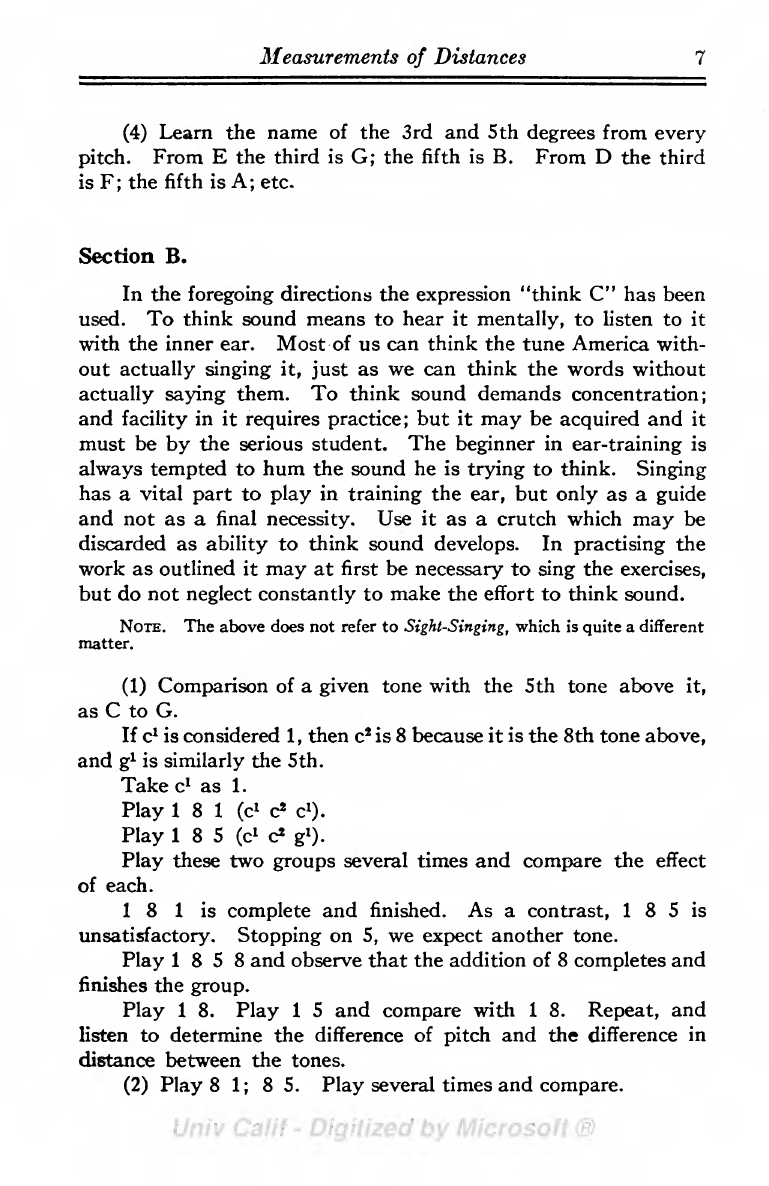 Measurements of Distances 7
(4) Learn the name of the 3rd and 5th degrees from every
pitch. From E the third is G; the fifth is B. From D the third
is F; the fifth is A; etc.
Section B.
In the foregoing directions the expression "think C" has been
used. To think sound means to hear it mentally, to listen to it
with the inner ear. Most of us can think the tune America with-
out actually singing it, just as we can think the words without
actually saying them. To think sound demands concentration;
and facility in it requires practice; but it may be acquired and it
must be by the serious student. The beginner in ear-training is
always tempted to hum the sound he is trying to think. Singing
has a vital part to play in training the ear, but only as a guide
and not as a final necessity. Use it as a crutch which may be
discarded as ability to think sound develops. In practising the
work as outlined it may at first be necessary to sing the exercises,
but do not neglect constantly to make the effort to think sound.
NOTE. The above does not refer to Sight-Singing, which is quite a different
matter.
(1) Comparison of a given tone with the 5th tone above it,
as C to G.
If c¹ is considered 1, then c² is 8 because it is the 8th tone above,
and g¹ is similarly the 5th.
Take c¹ as 1.
Play 1 8 1 (c¹ c² c¹).
Play 1 8 5 (c¹ c² g¹).
Play these two groups several times and compare the effect
of each.
1 8 1 is complete and finished. As a contrast, 1 8 5 is
unsatisfactory. Stopping on 5, we expect another tone.
Play 1 8 5 8 and observe that the addition of 8 completes and
finishes the group.
Play 1 8. Play 1 5 and compare with 1 8. Repeat, and
listen to determine the difference of pitch and the difference in
distance between the tones.
(2) Play 8 1; 8 5. Play several times and compare.
Univ Calif - Digitized by Microsoft ®